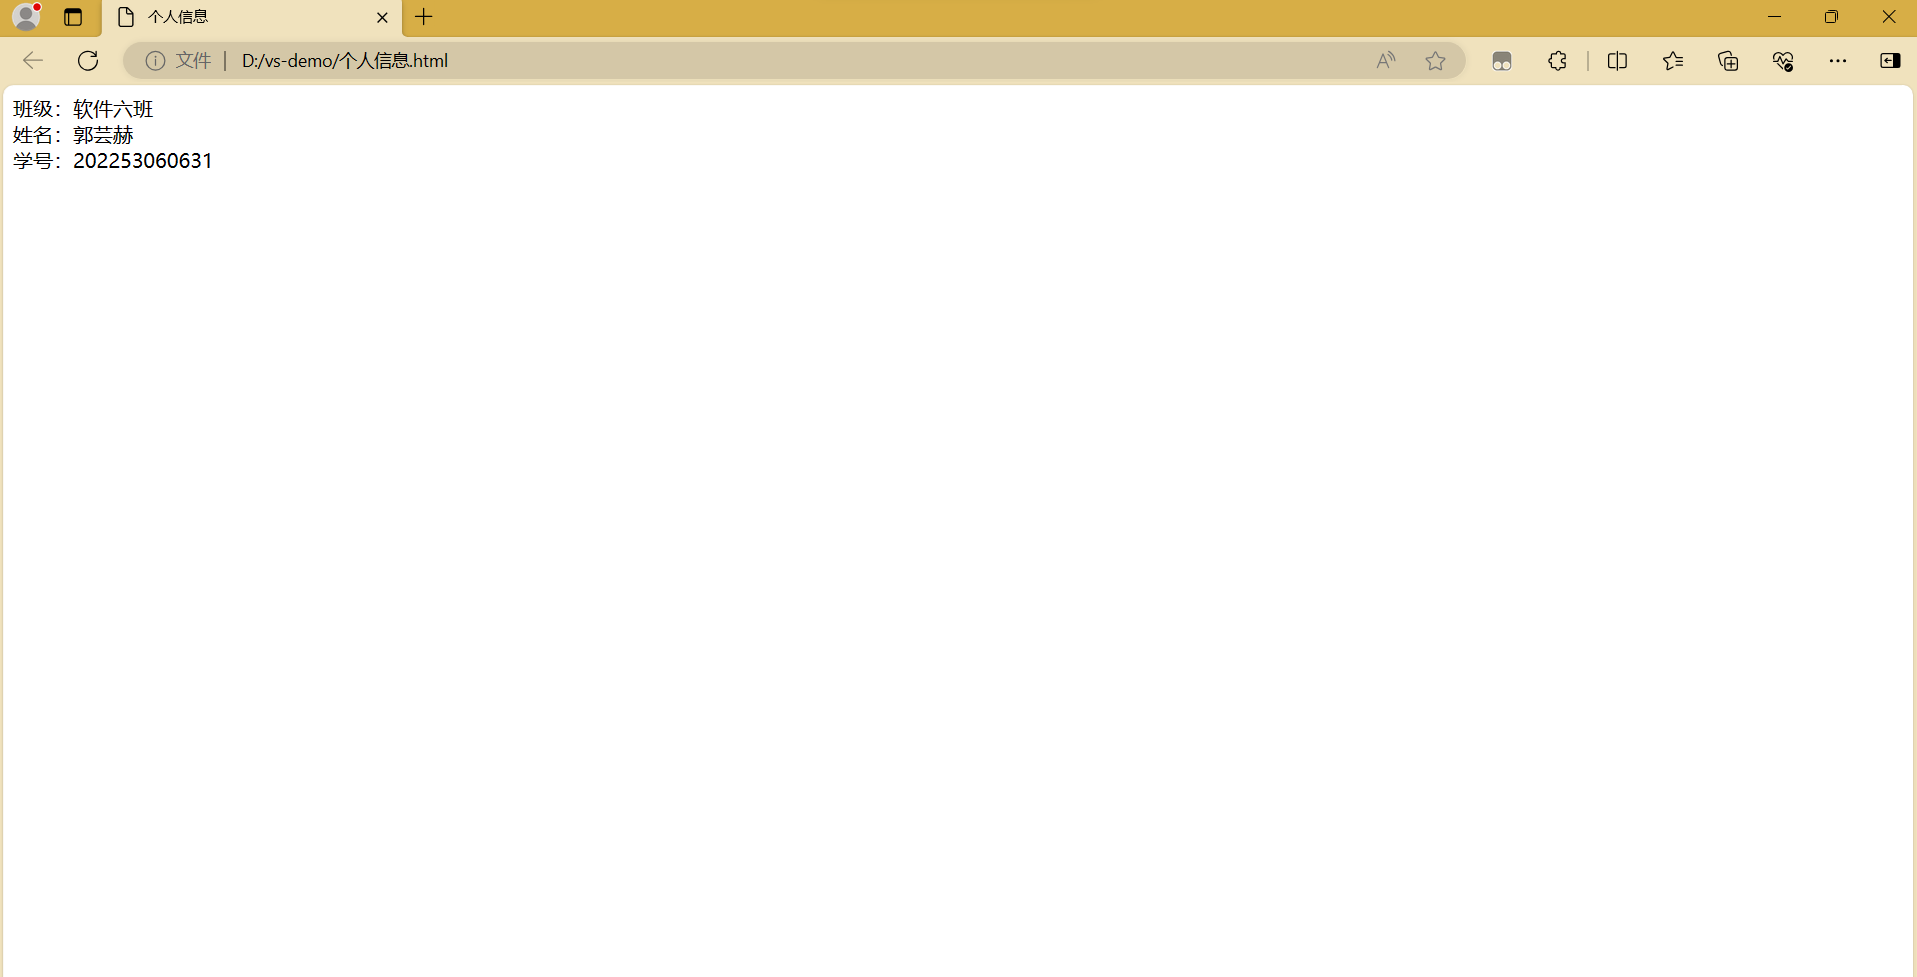 个人信息
文件
D:/vs-demo/个人信息.html
班级：软件六班
姓名：郭芸赫
学号：202253060631